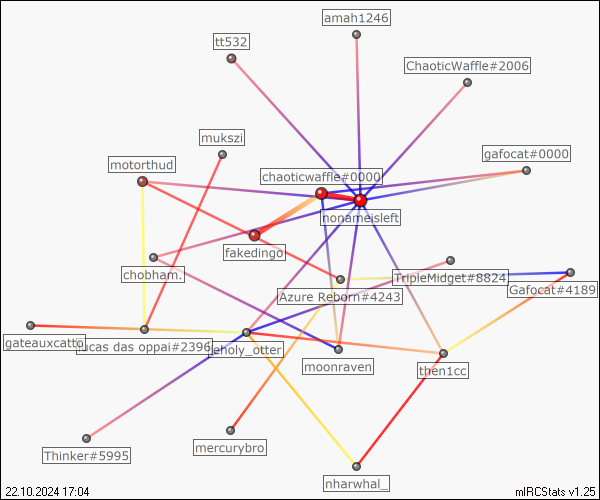 amah1246
tt532
ChaoticWaffle#2006
mukszi
gafocat#0000
motorthud
chaoticwaffle#0000
nonameisleft
fakedingo
chobham.
TripleMidget#8824
Gafocat#4189
Azure Reborn#4243
gateauxcatto
lucas das oppai#2396
leholy_otter
moonraven
then1cc
Thinker#5995
mercurybro
nharwhal_
22.10.2024 17:04
mIRCStats v1.25